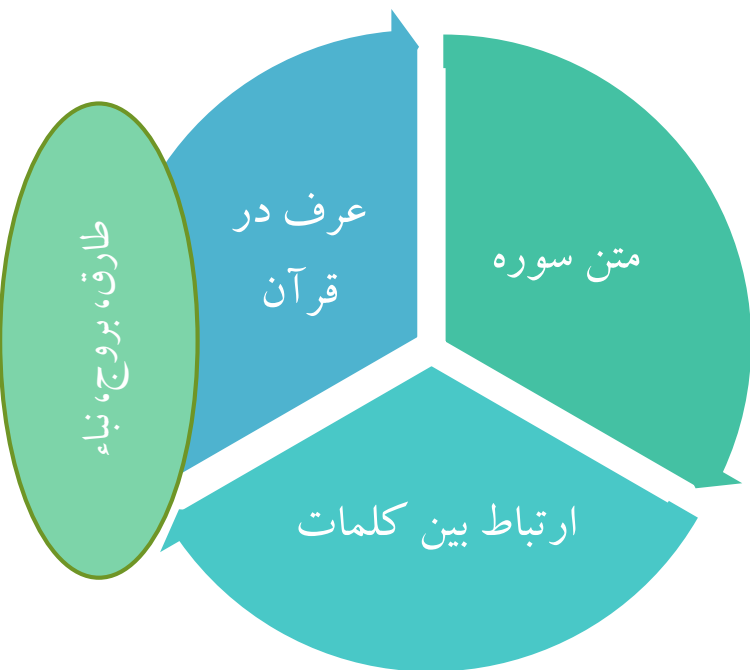 عرف در
قرآن
متن سوره
ارتباط بین کلمات
طارق، بروج، نباء